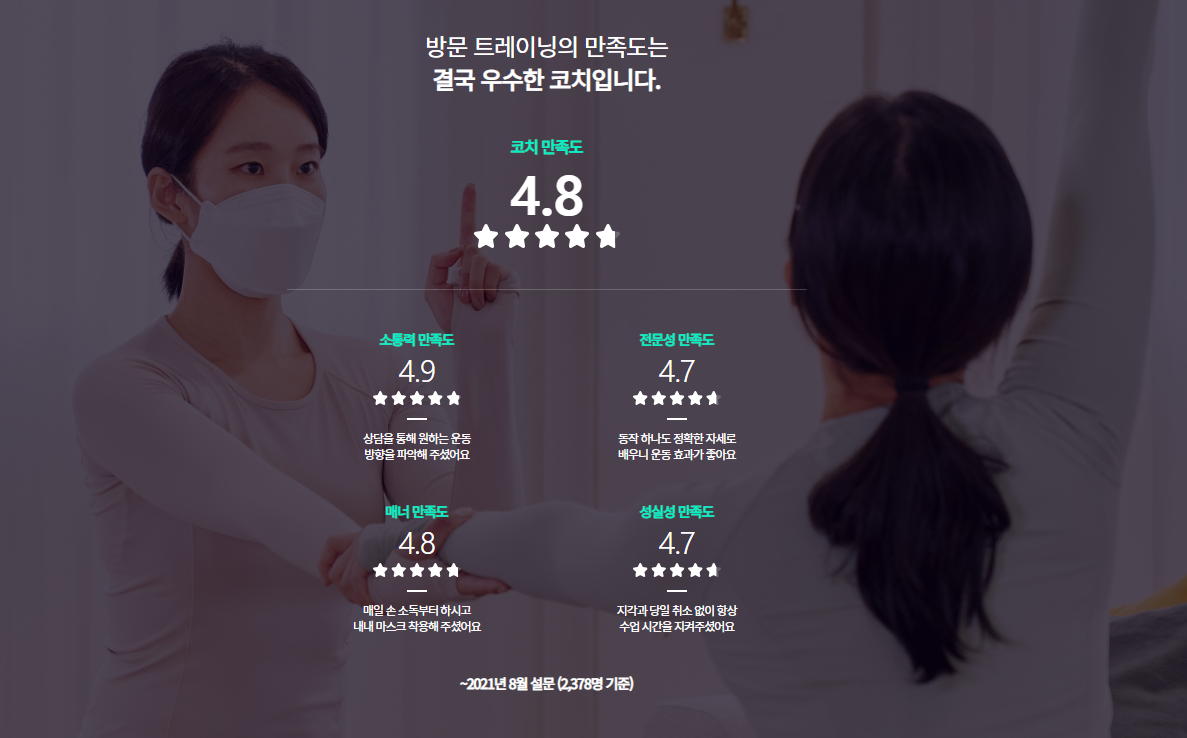 방문 트레이닝의 만족도는
결국 우수한 코치입니다.
코치 만족도
4.8
소통력 만족도
4.9
상담을 통해 원하는 운동
방향을 파악해 주셨어요
전문성 만족도
4.7
동작 하나도 정확한 자세로
배우니 운동 효과가 좋아요
매너 만족도
4.8
매일 손 소독부터 하시고
내내 마스크 착용해 주셨어요
성실성 만족도
4.7
지각과 당일 취소 없이 항상
수업 시간을 지켜주셨어요
~2021년 8월 설문 (2,378명 기준)